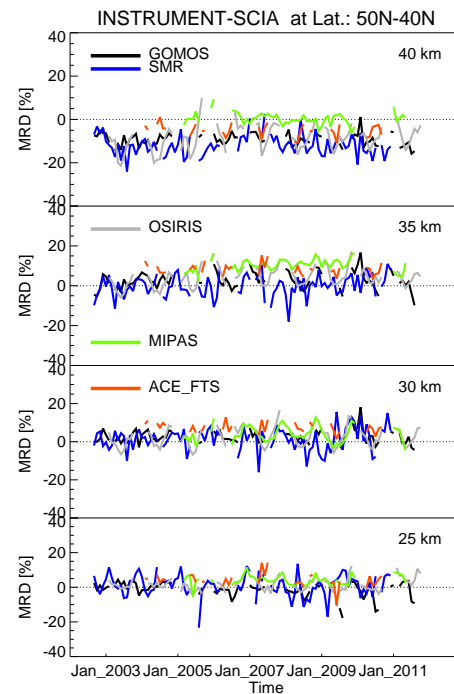 INSTRUMENT-SCIA at Lat.: 50N-40N
40
GOMOS
40 km
SMR
20
0
-20
-40
MRD [%]
40
OSIRIS
35 km
20
0
-20
MIPAS
-40
MRD [%]
40
ACE_FTS
30 km
20
0
-20
-40
MRD [%]
40
25 km
20
0
-20
-40
MRD [%]
Jan_2003 Jan_2005 Jan_2007 Jan_2009 Jan_2011
Time